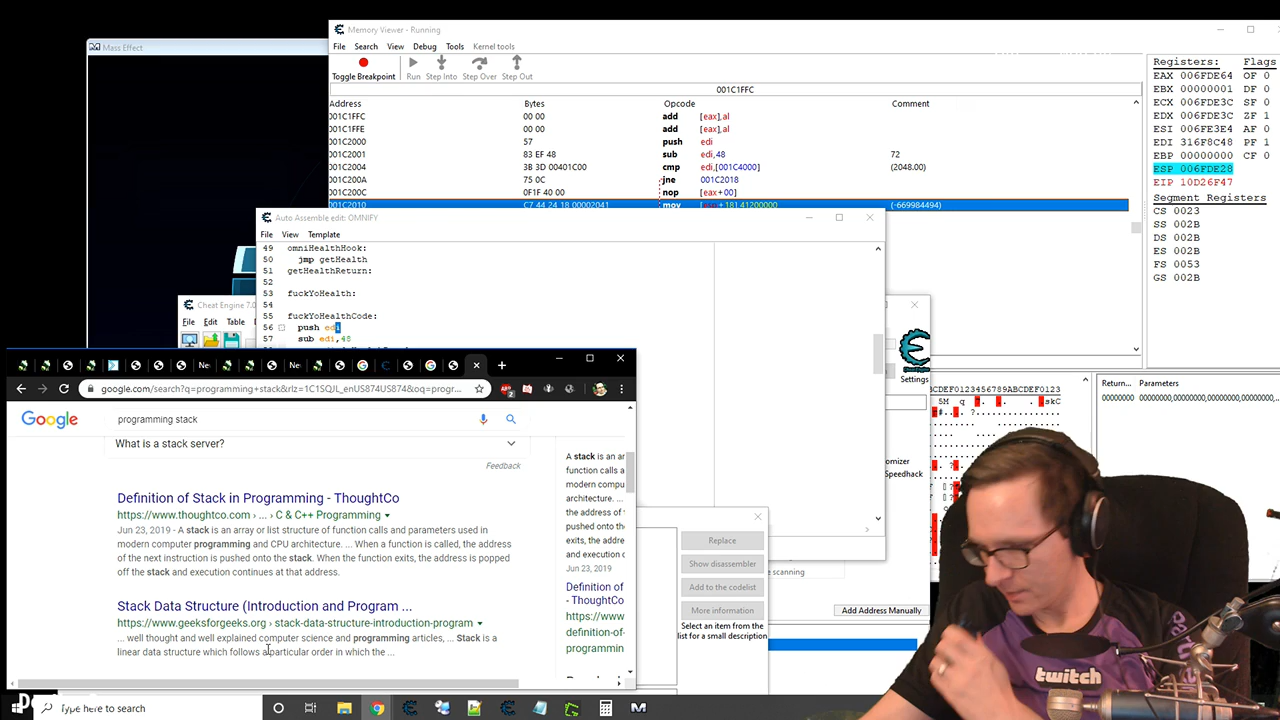 Mass Effect
Memory Viewer - Running
File Search View Debug Tools Kernel tools
Toggle Breakpoint Run Step Into Step Over Step Out
001C1FFC
Address Bytes Opcode Comment
001C1FFC 00 00 add [eax],al
001C1FFE 00 00 add [eax],al
001C2000 57 push edi
001C2001 83 EF 48 sub edi,48 72
001C2004 3B 3D 00401C00 cmp edi,[001C4000] (2048.00)
001C200A 75 0C jne 001C2018
001C200C 0F1F 40 00 nop [eax+00]
001C2010 C7 44 24 18 00002041 mov (-669984494)
Registers: Flags
EAX 006FDE64 OF 0
EBX 00000001 DF 0
ECX 006FDE3C SF 0
EDX 006FDE3C ZF 1
ESI 006FE3E4 AF 0
EDI 316F8C48 PF 1
EBP 00000000 CF 0
ESP 006FDE28
EIP 10D26F47
Segment Registers
CS 0023
SS 002B
DS 002B
ES 002B
FS 0053
GS 002B
Auto Assemble edit: OMNIFY
File View Template
49 omniHealthHook:
50 jmp getHealth
51 getHealthReturn:
52
53 fuckYoHealth:
54
55 fuckYoHealthCode:
56 push edi
57 sub edi,48
Cheat Engine 7.0
File Edit Table
Settings
Return... Parameters
Replace
Show disassembler
Add to the codelist
More information
Select an item from the
list for a small description
Add Address Manually
google.com/search?q=programming+stack&rlz=1C1SQJL_enUS874US874&oq=progr...
Google
programming stack
What is a stack server?
Feedback
Definition of Stack in Programming - ThoughtCo
https://www.thoughtco.com › ... › C & C++ Programming
Jun 23, 2019 - A stack is an array or list structure of function calls and parameters used in
modern computer programming and CPU architecture. ... When a function is called, the address
of the next instruction is pushed onto the stack. When the function exits, the address is popped
off the stack and execution continues at that address.
Stack Data Structure (Introduction and Program ...
https://www.geeksforgeeks.org › stack-data-structure-introduction-program
... well thought and well explained computer science and programming articles, ... Stack is a
linear data structure which follows a particular order in which the ...
A stack is an ar
function calls a
modern compu
architecture. ...
the address of
pushed onto th
exits, the addre
and execution
Jun 23, 2019
Definition of
- ThoughtCo
https://www
definition-of-
programmin
twitch
Type here to search